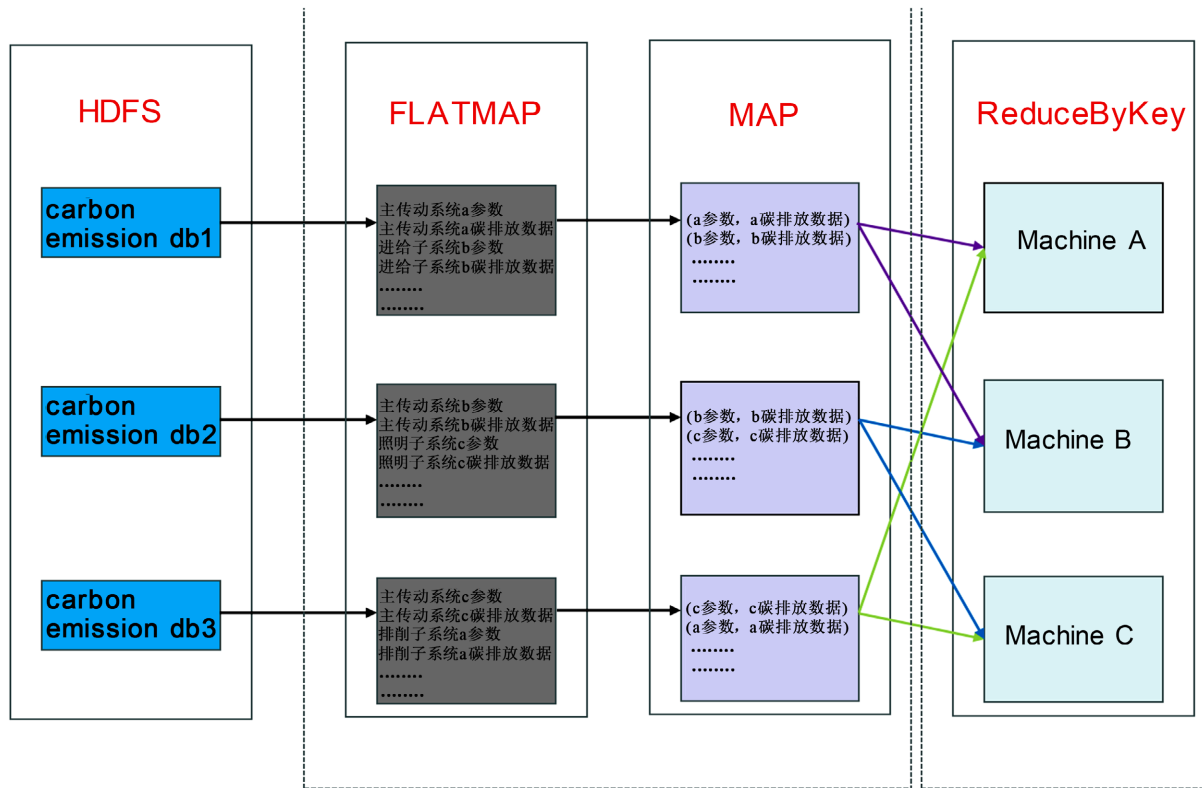 HDFS
FLATMAP
MAP
ReduceByKey
carbon
emission db1
主传动系统a参数
主传动系统a碳排放数据
进给子系统b参数
进给子系统b碳排放数据
........
........
(a参数，a碳排放数据)
(b参数，b碳排放数据)
........
........
Machine A
carbon
emission db2
主传动系统b参数
主传动系统b碳排放数据
照明子系统c参数
照明子系统c碳排放数据
........
........
(b参数，b碳排放数据)
(c参数，c碳排放数据)
........
........
Machine B
carbon
emission db3
主传动系统c参数
主传动系统c碳排放数据
排削子系统a参数
排削子系统a碳排放数据
........
........
(c参数，c碳排放数据)
(a参数，a碳排放数据)
........
........
Machine C